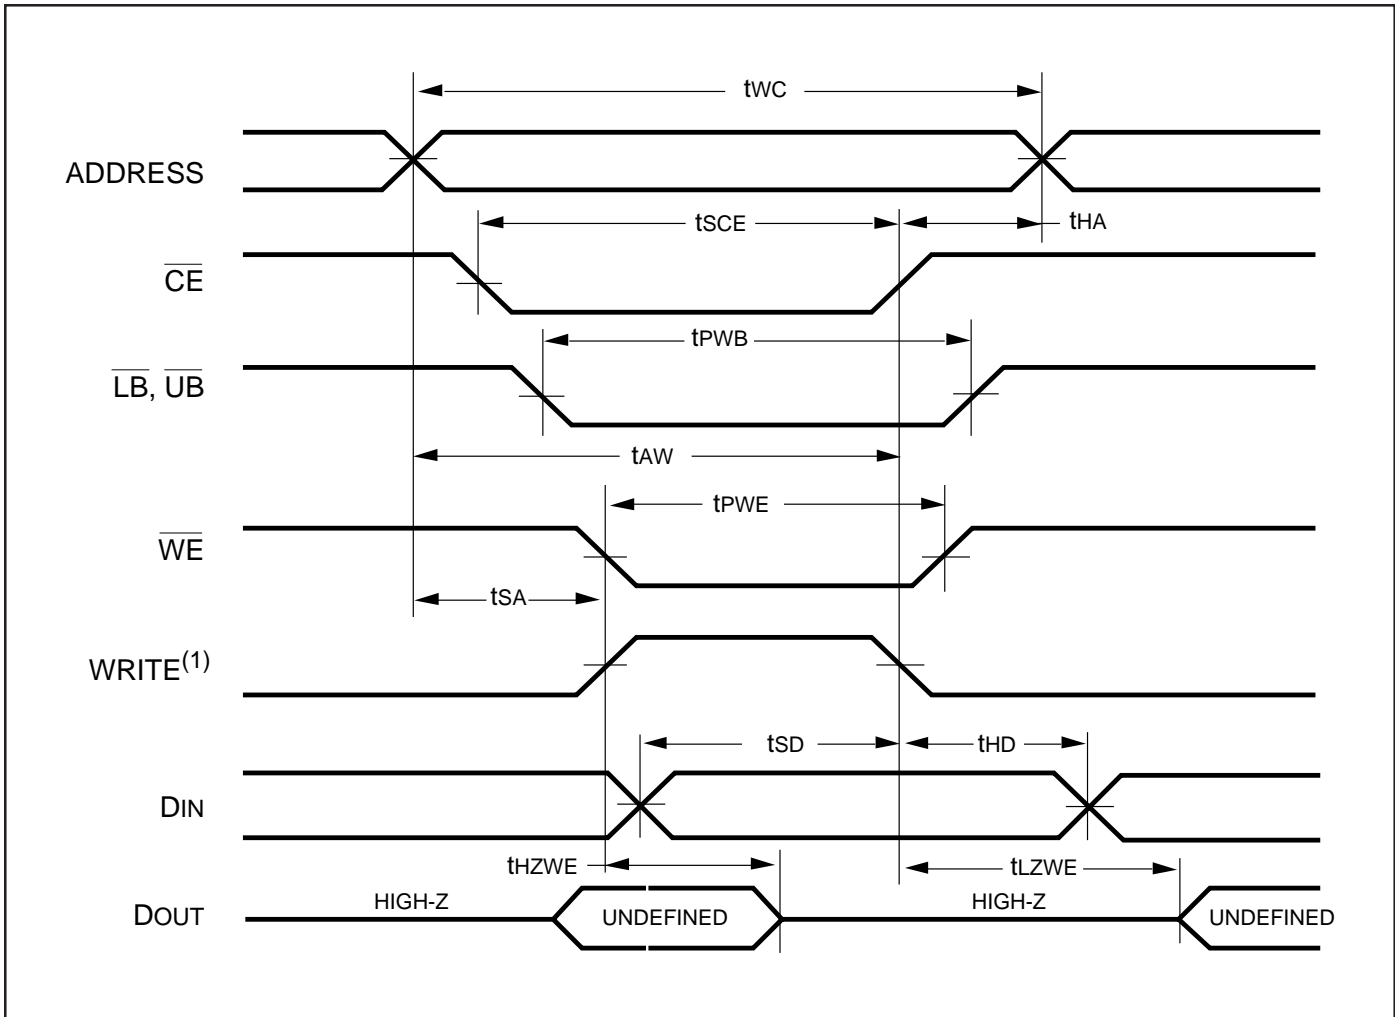 tWC
ADDRESS
tSCE
tHA
CE
tPWB
LB, UB
tAW
tPWE
WE
tSA
WRITE(1)
tSD
tHD
DIN
tHZWE
tLZWE
DOUT
HIGH-Z
UNDEFINED
HIGH-Z
UNDEFINED